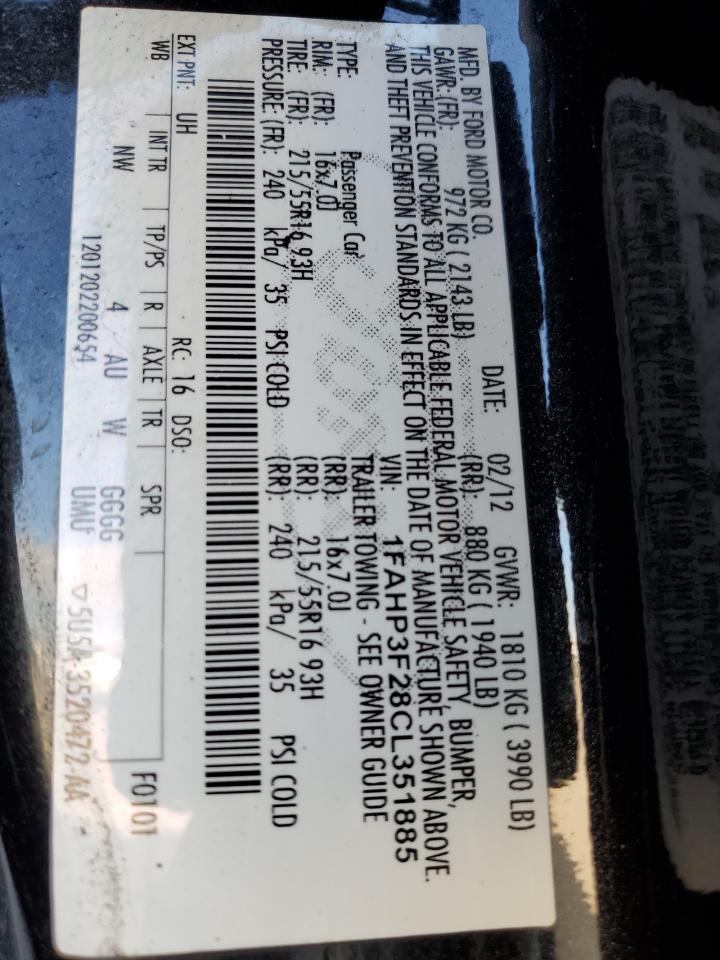 MFD. BY FORD MOTOR CO.
DATE: 02/12 GVWR: 1810 KG ( 3990 LB)
GAWR: (FR): 972 KG ( 2143 LB) (RR): 880 KG ( 1940 LB)
THIS VEHICLE CONFORMS TO ALL APPLICABLE FEDERAL MOTOR VEHICLE SAFETY, BUMPER,
AND THEFT PREVENTION STANDARDS IN EFFECT ON THE DATE OF MANUFACTURE SHOWN ABOVE.
VIN: 1FAHP3F28CL351885
TYPE: Passenger Car TRAILER TOWING - SEE OWNER GUIDE
RIM: (FR): 16x7.0J (RR): 16x7.0J
TIRE: (FR): 215/55R16 93H (RR): 215/55R16 93H
PRESSURE: (FR): 240 kPa/ 35 PSI COLD (RR): 240 kPa/ 35 PSI COLD
EXT PNT: UH RC: 16 DSO: F0101
WB INT TR TP/PS R AXLE TR SPR
NW 4 AU W GGGG
1201202200654 UMU ▽ 5U5A-3520472-AA